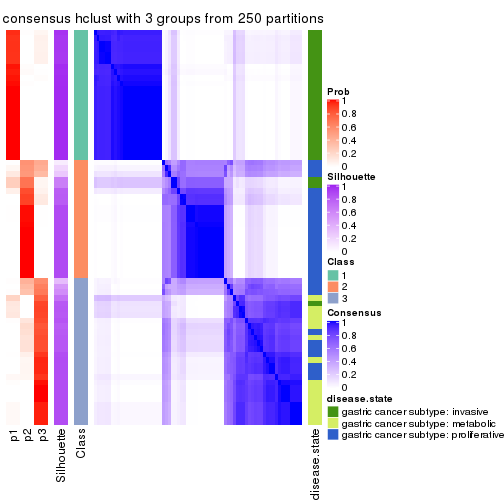 consensus hclust with 3 groups from 250 partitions
Prob
1
0.8
0.6
0.4
0.2
0
Silhouette
1
0.8
0.6
0.4
0.2
0
Class
1
2
3
Consensus
1
0.8
0.6
0.4
0.2
0
disease.state
gastric cancer subtype: invasive
gastric cancer subtype: metabolic
gastric cancer subtype: proliferative
p1
p2
p3
Silhouette
Class
disease.state